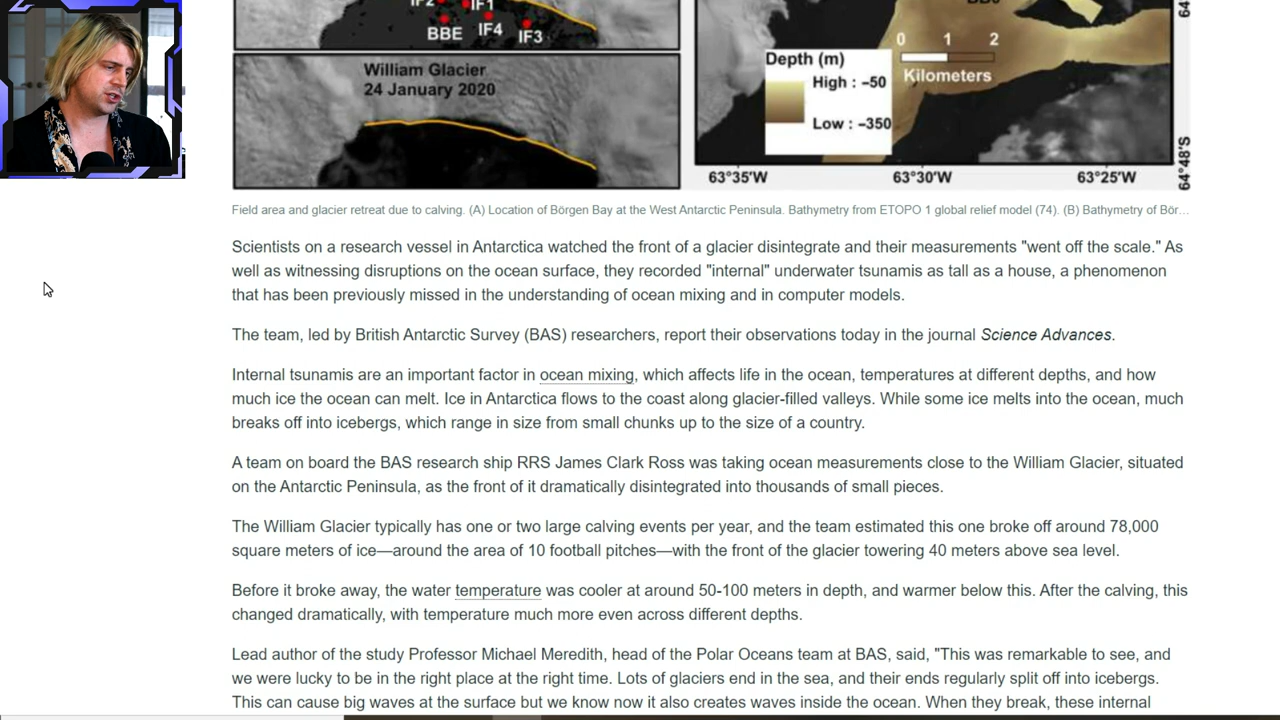 IF2 IF1
BBE IF4 IF3
William Glacier
24 January 2020
0 1 2
Kilometers
Depth (m)
High : −50
Low : −350
63°35'W 63°30'W 63°25'W
64°48'S
Field area and glacier retreat due to calving. (A) Location of Börgen Bay at the West Antarctic Peninsula. Bathymetry from ETOPO 1 global relief model (74). (B) Bathymetry of Bör...
Scientists on a research vessel in Antarctica watched the front of a glacier disintegrate and their measurements "went off the scale." As
well as witnessing disruptions on the ocean surface, they recorded "internal" underwater tsunamis as tall as a house, a phenomenon
that has been previously missed in the understanding of ocean mixing and in computer models.
The team, led by British Antarctic Survey (BAS) researchers, report their observations today in the journal Science Advances.
Internal tsunamis are an important factor in ocean mixing, which affects life in the ocean, temperatures at different depths, and how
much ice the ocean can melt. Ice in Antarctica flows to the coast along glacier-filled valleys. While some ice melts into the ocean, much
breaks off into icebergs, which range in size from small chunks up to the size of a country.
A team on board the BAS research ship RRS James Clark Ross was taking ocean measurements close to the William Glacier, situated
on the Antarctic Peninsula, as the front of it dramatically disintegrated into thousands of small pieces.
The William Glacier typically has one or two large calving events per year, and the team estimated this one broke off around 78,000
square meters of ice—around the area of 10 football pitches—with the front of the glacier towering 40 meters above sea level.
Before it broke away, the water temperature was cooler at around 50-100 meters in depth, and warmer below this. After the calving, this
changed dramatically, with temperature much more even across different depths.
Lead author of the study Professor Michael Meredith, head of the Polar Oceans team at BAS, said, "This was remarkable to see, and
we were lucky to be in the right place at the right time. Lots of glaciers end in the sea, and their ends regularly split off into icebergs.
This can cause big waves at the surface but we know now it also creates waves inside the ocean. When they break, these internal